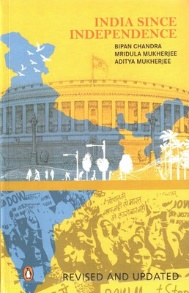 INDIA SINCE
INDEPENDENCE
BIPAN CHANDRA
MRIDULA MUKHERJEE
ADITYA MUKHERJEE
REVISED AND UPDATED